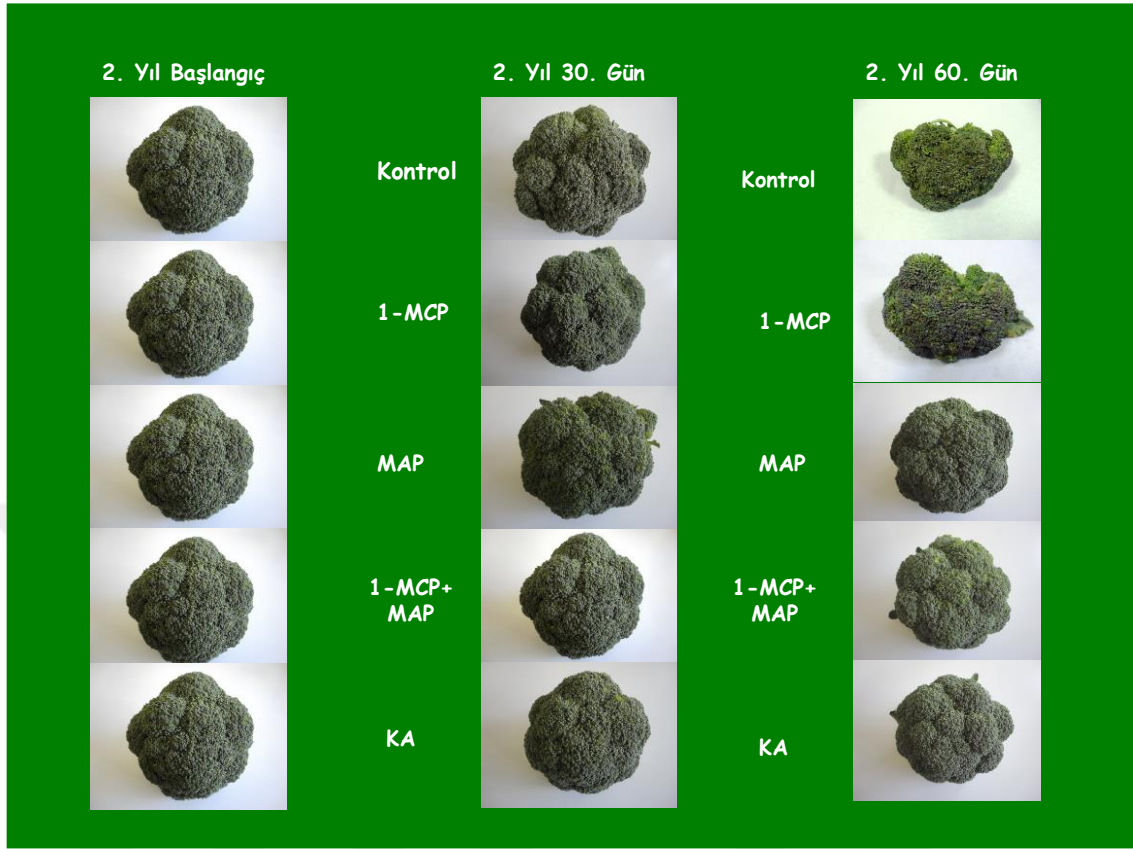 2. Yıl Başlangıç
2. Yıl 30. Gün
2. Yıl 60. Gün
Kontrol
Kontrol
1-MCP
1-MCP
MAP
MAP
1-MCP+
MAP
1-MCP+
MAP
KA
KA